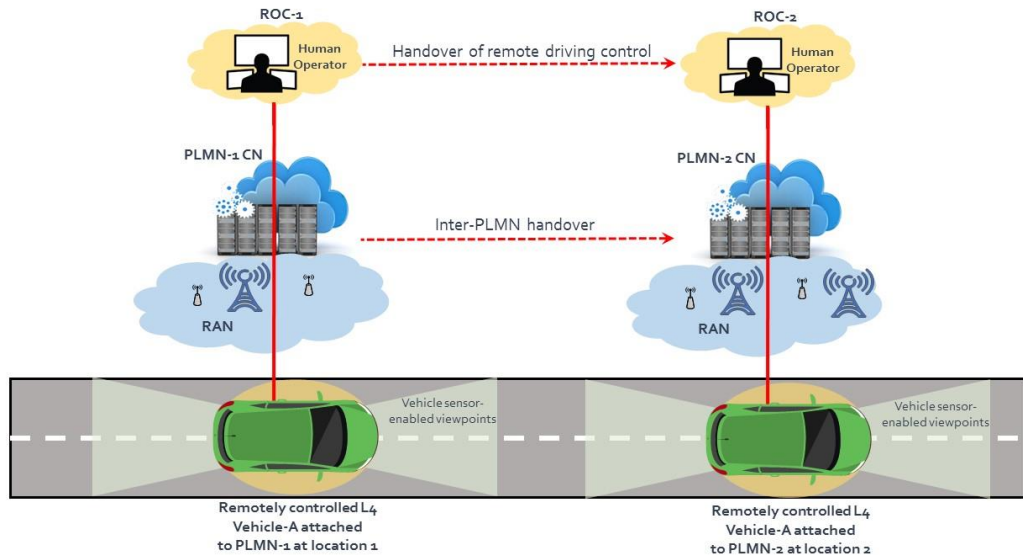 ROC-1
ROC-2
Human
Operator
Handover of remote driving control
Human
Operator
PLMN-1 CN
PLMN-2 CN
Inter-PLMN handover
RAN
RAN
Vehicle sensor-
enabled viewpoints
Vehicle sensor-
enabled viewpoints
Remotely controlled L4
Vehicle-A attached
to PLMN-1 at location 1
Remotely controlled L4
Vehicle-A attached
to PLMN-2 at location 2